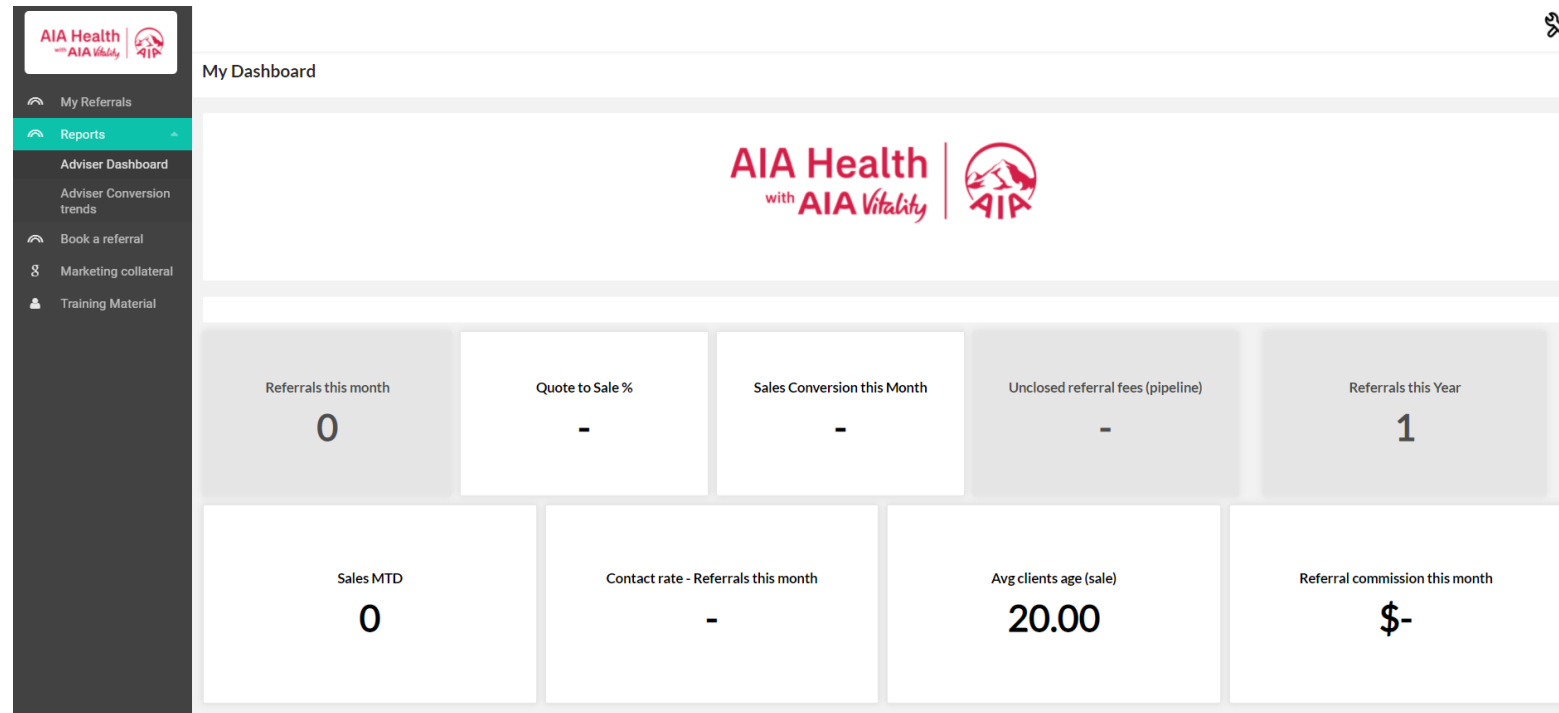 AIA Health
with AIA Vitality
AIA
My Dashboard
My Referrals
Reports
Adviser Dashboard
Adviser Conversion
trends
Book a referral
Marketing collateral
Training Material
AIA Health
with AIA Vitality
AIA
Referrals this month
0
Quote to Sale %
-
Sales Conversion this Month
-
Unclosed referral fees (pipeline)
-
Referrals this Year
1
Sales MTD
0
Contact rate - Referrals this month
-
Avg clients age (sale)
20.00
Referral commission this month
$-